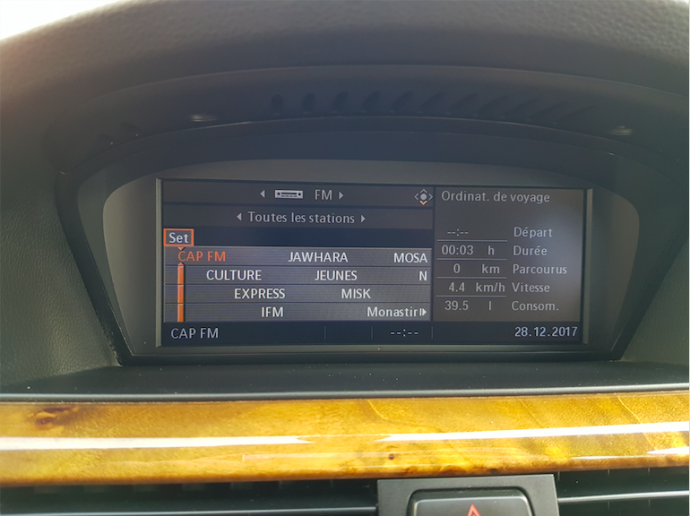 FM
Ordinat. de voyage
Toutes les stations
--:-- Départ
Set
00:03 h Durée
CAP FM JAWHARA MOSA
0 km Parcourus
CULTURE JEUNES N
4.4 km/h Vitesse
EXPRESS MISK
39.5 l Consom.
IFM Monastir
CAP FM --:-- 28.12.2017